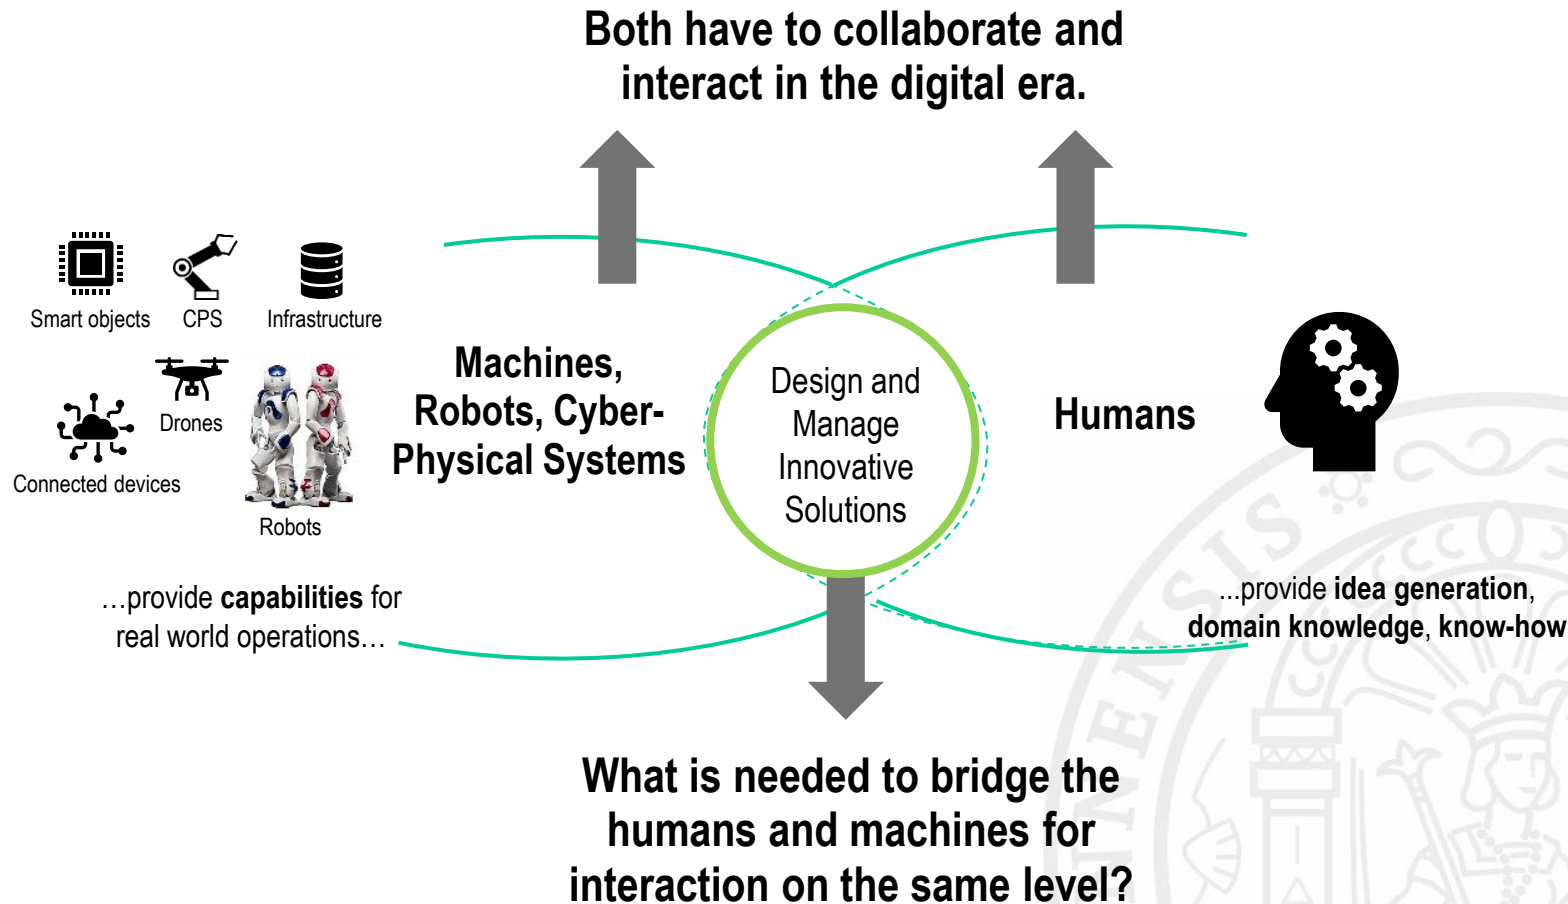 Both have to collaborate and
interact in the digital era.
Smart objects
CPS
Infrastructure
Drones
Connected devices
Robots
Machines,
Robots, Cyber-
Physical Systems
Design and
Manage
Innovative
Solutions
Humans
…provide capabilities for
real world operations…
...provide idea generation,
domain knowledge, know-how
What is needed to bridge the
humans and machines for
interaction on the same level?